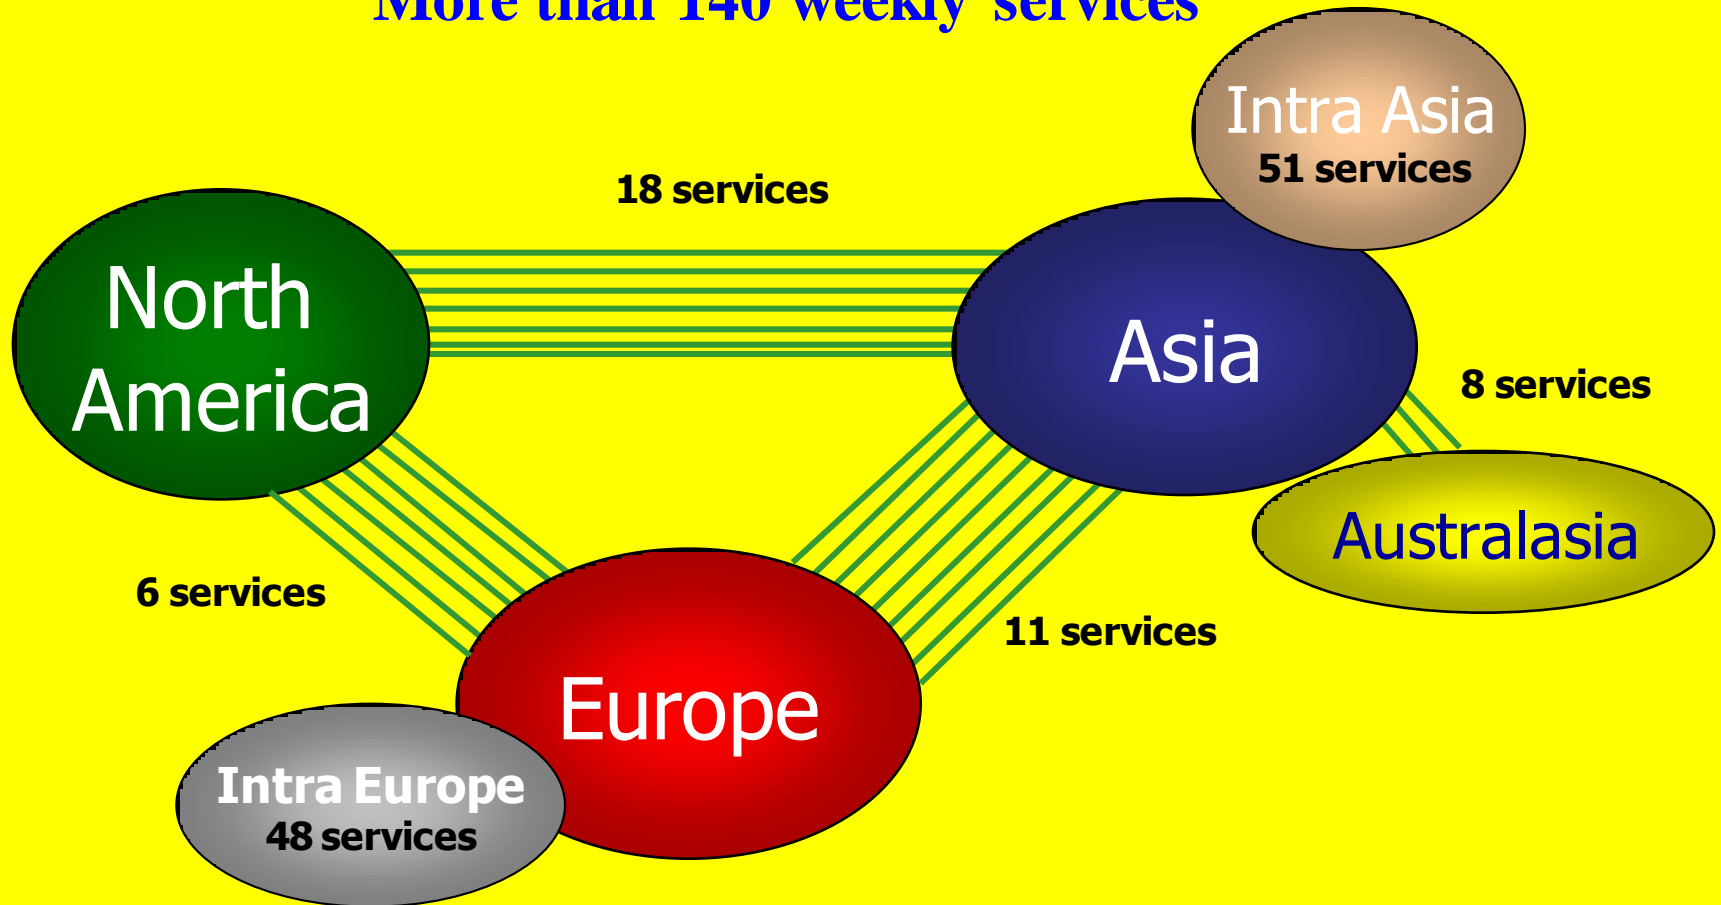 More than 140 weekly services
Intra Asia
51 services
18 services
North
America
Asia
8 services
Australasia
6 services
11 services
Europe
Intra Europe
48 services